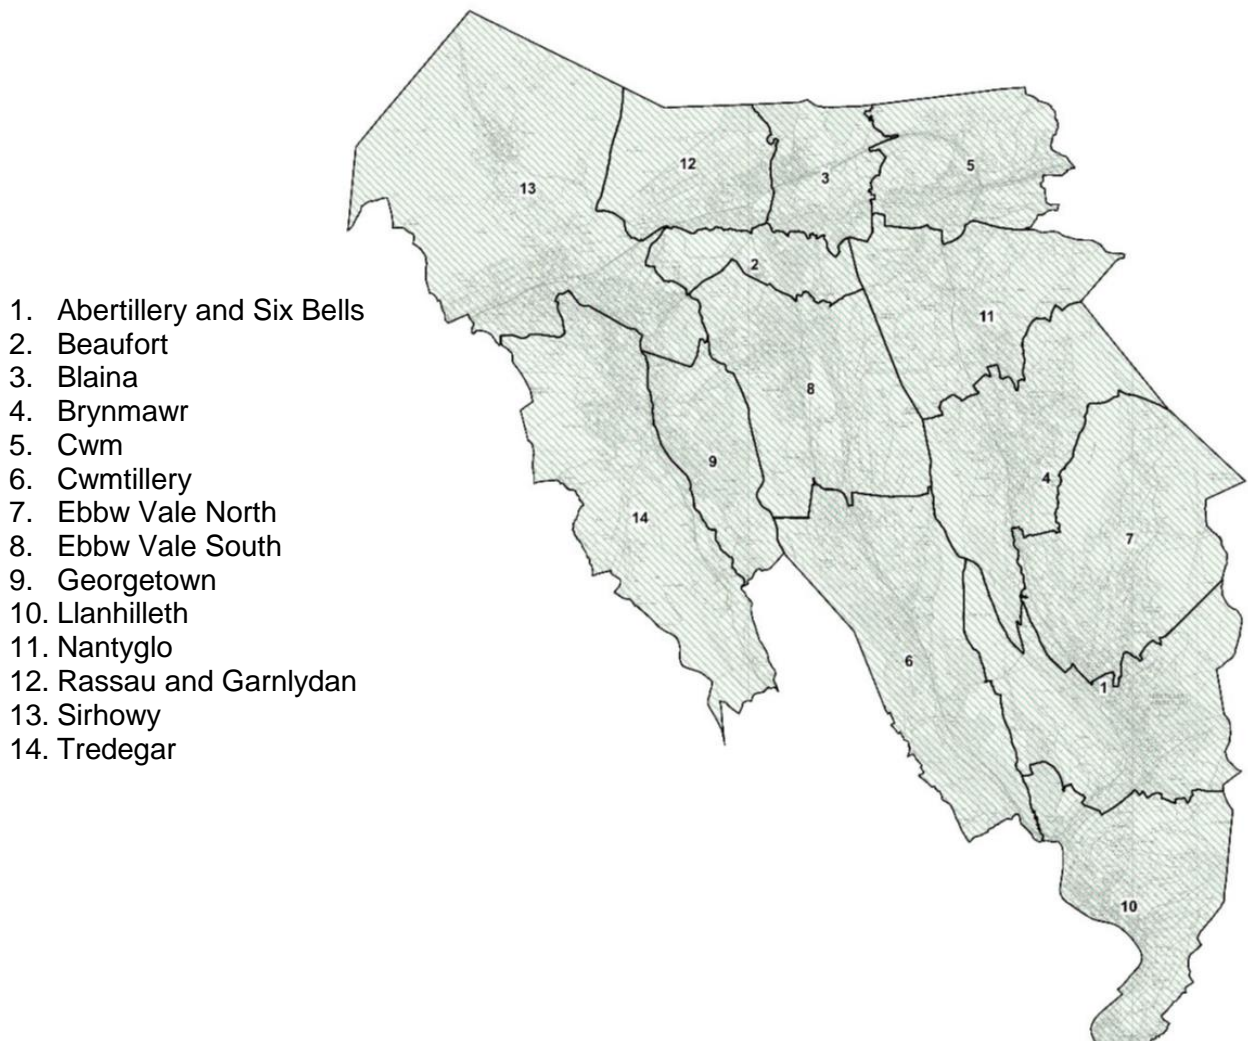 1. Abertillery and Six Bells
2. Beaufort
3. Blaina
4. Brynmawr
5. Cwm
6. Cwmtillery
7. Ebbw Vale North
8. Ebbw Vale South
9. Georgetown
10. Llanhilleth
11. Nantyglo
12. Rassau and Garnlydan
13. Sirhowy
14. Tredegar
12
3
5
13
2
11
8
9
4
14
7
6
1
10